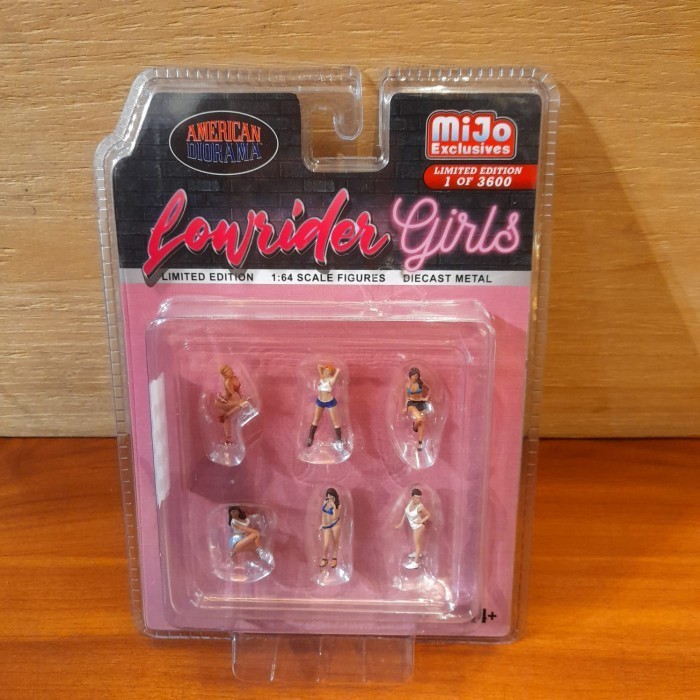 AMERICAN
DIORAMA
MiJo
Exclusives
LIMITED EDITION
1 OF 3600
Lowrider Girls
LIMITED EDITION 1:64 SCALE FIGURES DIECAST METAL